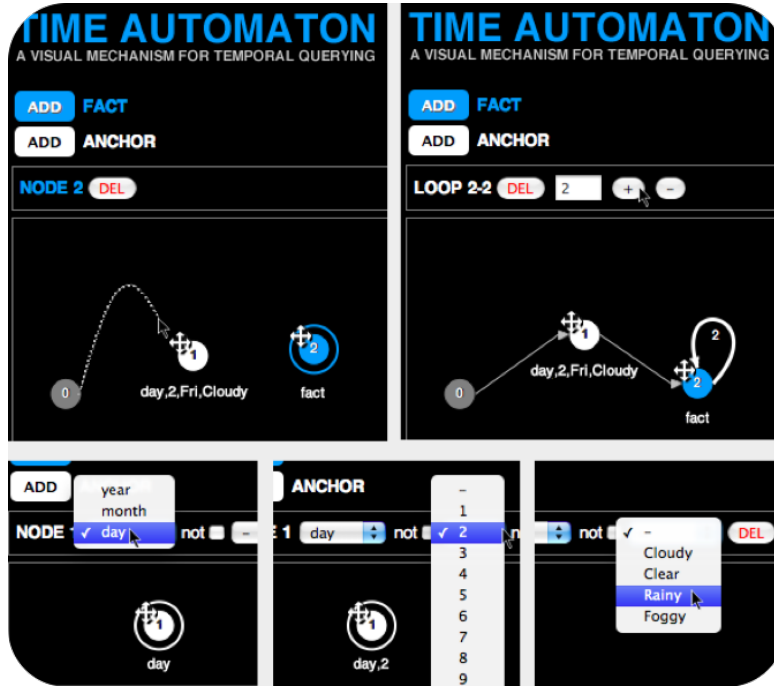 TIME AUTOMATON
A VISUAL MECHANISM FOR TEMPORAL QUERYING
ADD FACT
ADD ANCHOR
NODE 2 DEL
0
1
2
day,2,Fri,Cloudy
fact
TIME AUTOMATON
A VISUAL MECHANISM FOR TEMPORAL QUERYING
ADD FACT
ADD ANCHOR
LOOP 2-2 DEL 2 + -
2
1
day,2,Fri,Cloudy
2
0
fact
ADD
year
month
NODE 1 ✓ day not -
1
day
ANCHOR
–
1
E 1 day not ✓ 2
3
4
5
6
7
8
9
1
day,2
not ✓ – DEL
Cloudy
Clear
Rainy
Foggy